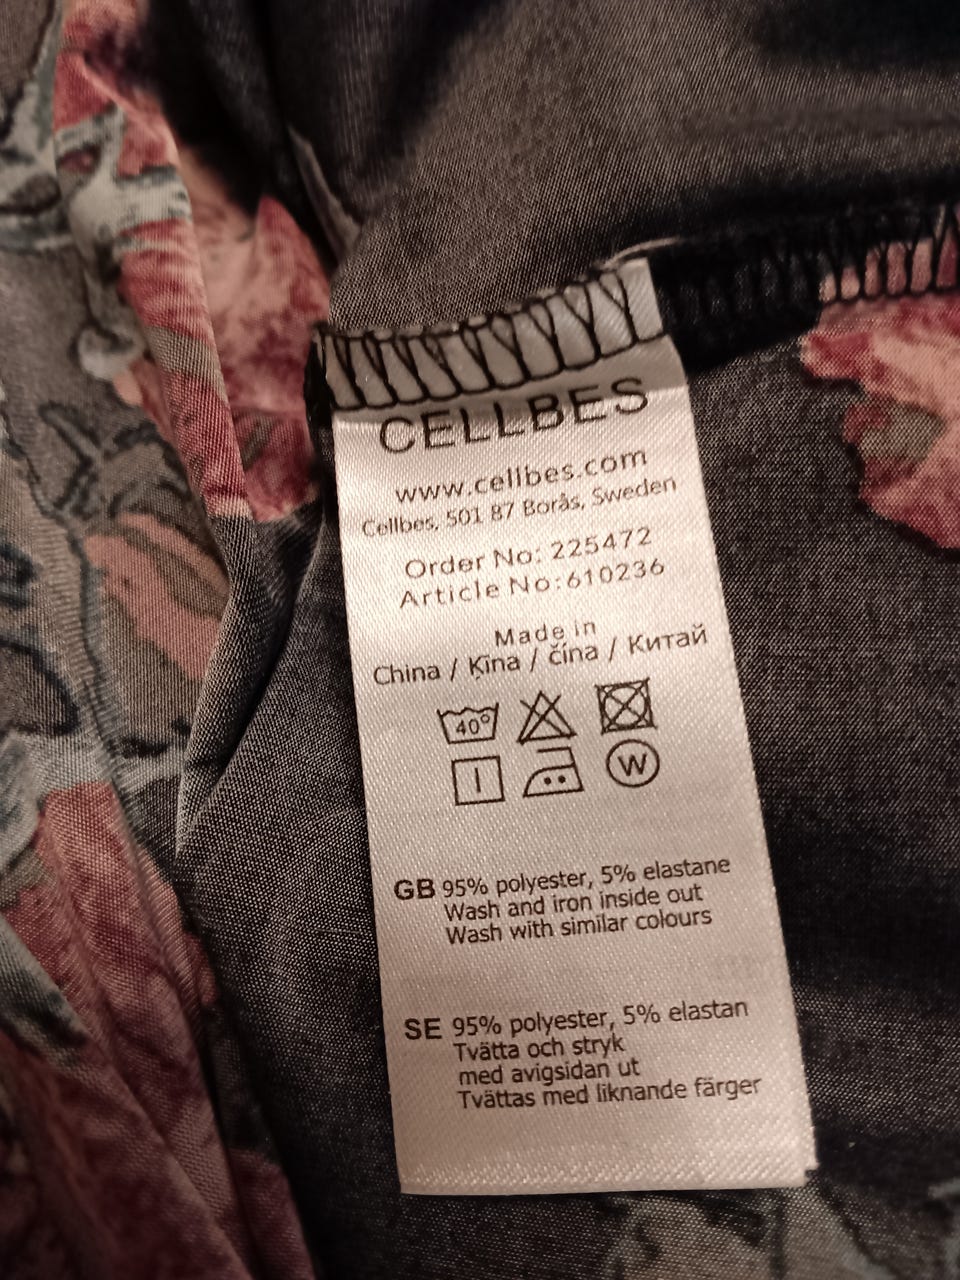 CELLBES
www.cellbes.com
Cellbes, 501 87 Borås, Sweden
Order No: 225472
Article No:610236
Made in
China / Ķīna / čína / Китай
40°
W
GB 95% polyester, 5% elastane
Wash and iron inside out
Wash with similar colours
SE 95% polyester, 5% elastan
Tvätta och stryk
med avigsidan ut
Tvättas med liknande färger